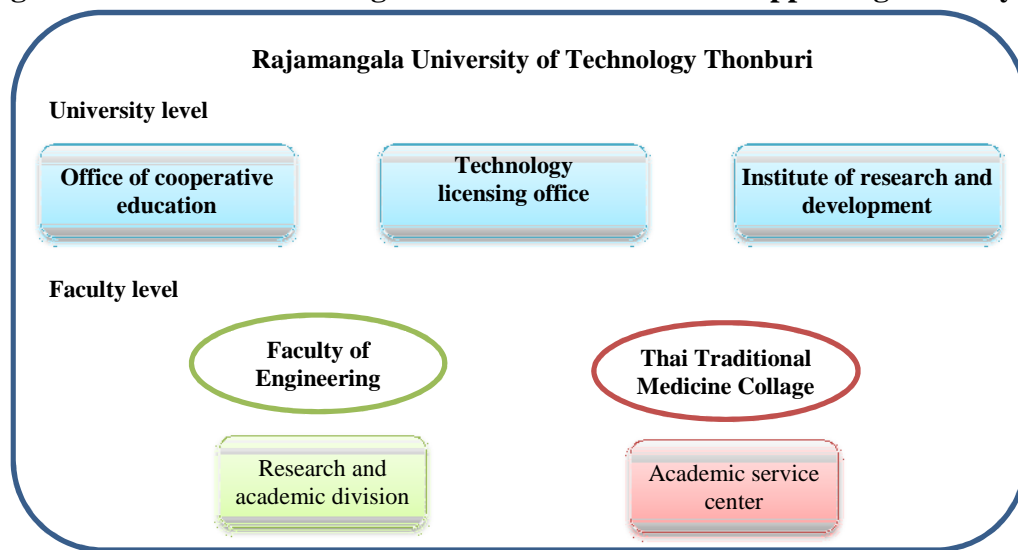 Rajamangala University of Technology Thonburi
University level
Office of cooperative
education
Technology
licensing office
Institute of research and
development
Faculty level
Faculty of
Engineering
Thai Traditional
Medicine Collage
Research and
academic division
Academic service
center